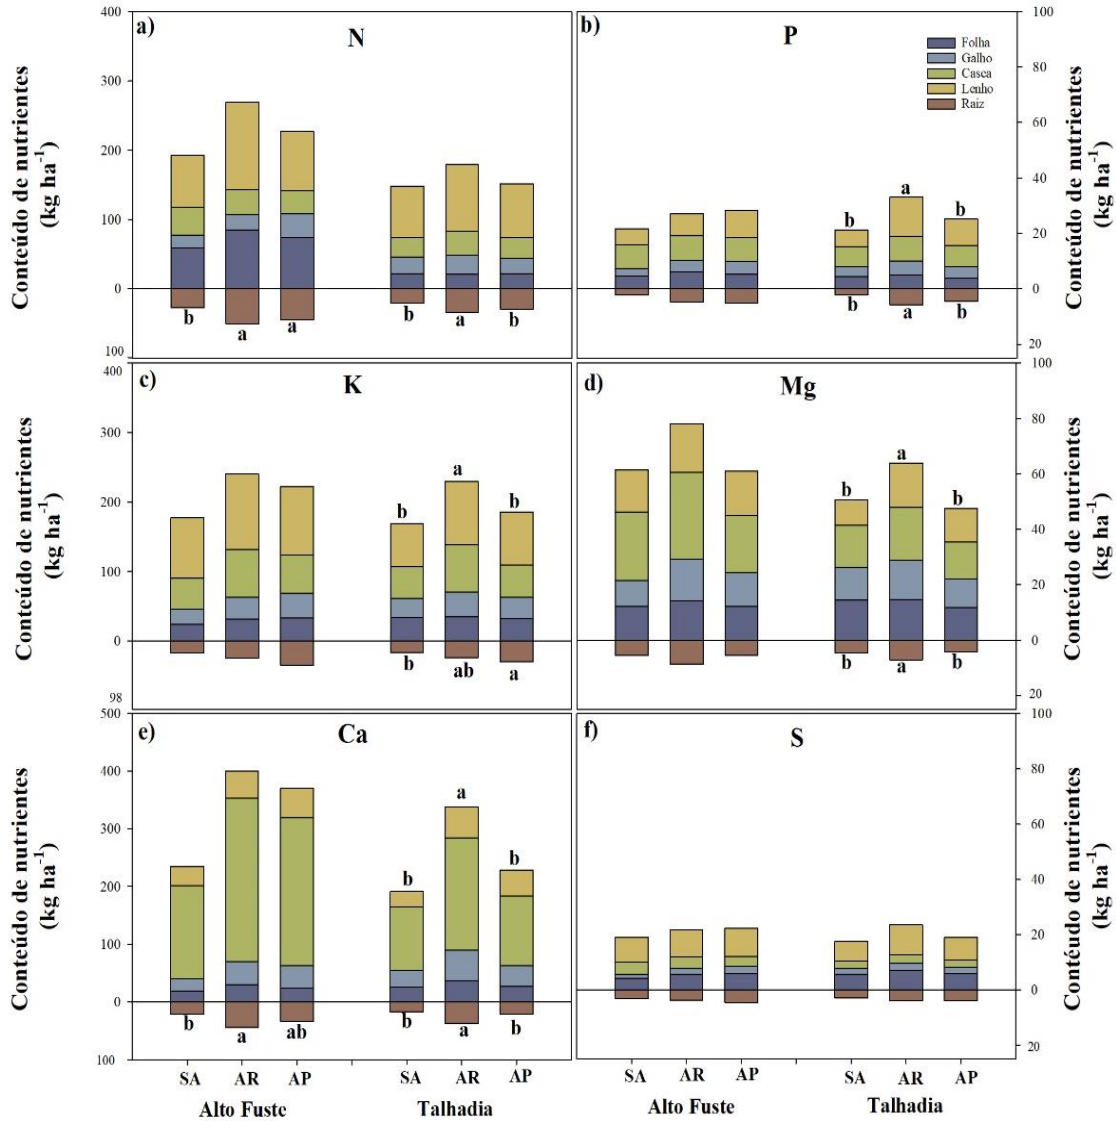 a)
N
b)
P
Folha
Galho
Casca
Lenho
Raiz
Conteúdo de nutrientes
(kg ha⁻¹)
400
300
200
100
0
100
b
a
a
b
a
b
100
80
60
40
20
0
20
b
a
b
b
a
b
Conteúdo de nutrientes
(kg ha⁻¹)
c)
K
d)
Mg
Conteúdo de nutrientes
(kg ha⁻¹)
400
300
200
100
0
98
b
a
b
b
ab
a
100
80
60
40
20
0
20
b
a
b
b
a
b
Conteúdo de nutrientes
(kg ha⁻¹)
e)
Ca
f)
S
Conteúdo de nutrientes
(kg ha⁻¹)
500
400
300
200
100
0
100
b
a
b
b
a
ab
b
a
b
100
80
60
40
20
0
20
Contéudo de nutrientes
(kg ha⁻¹)
SA AR AP SA AR AP
Alto Fuste Talhadia
SA AR AP SA AR AP
Alto Fuste Talhadia